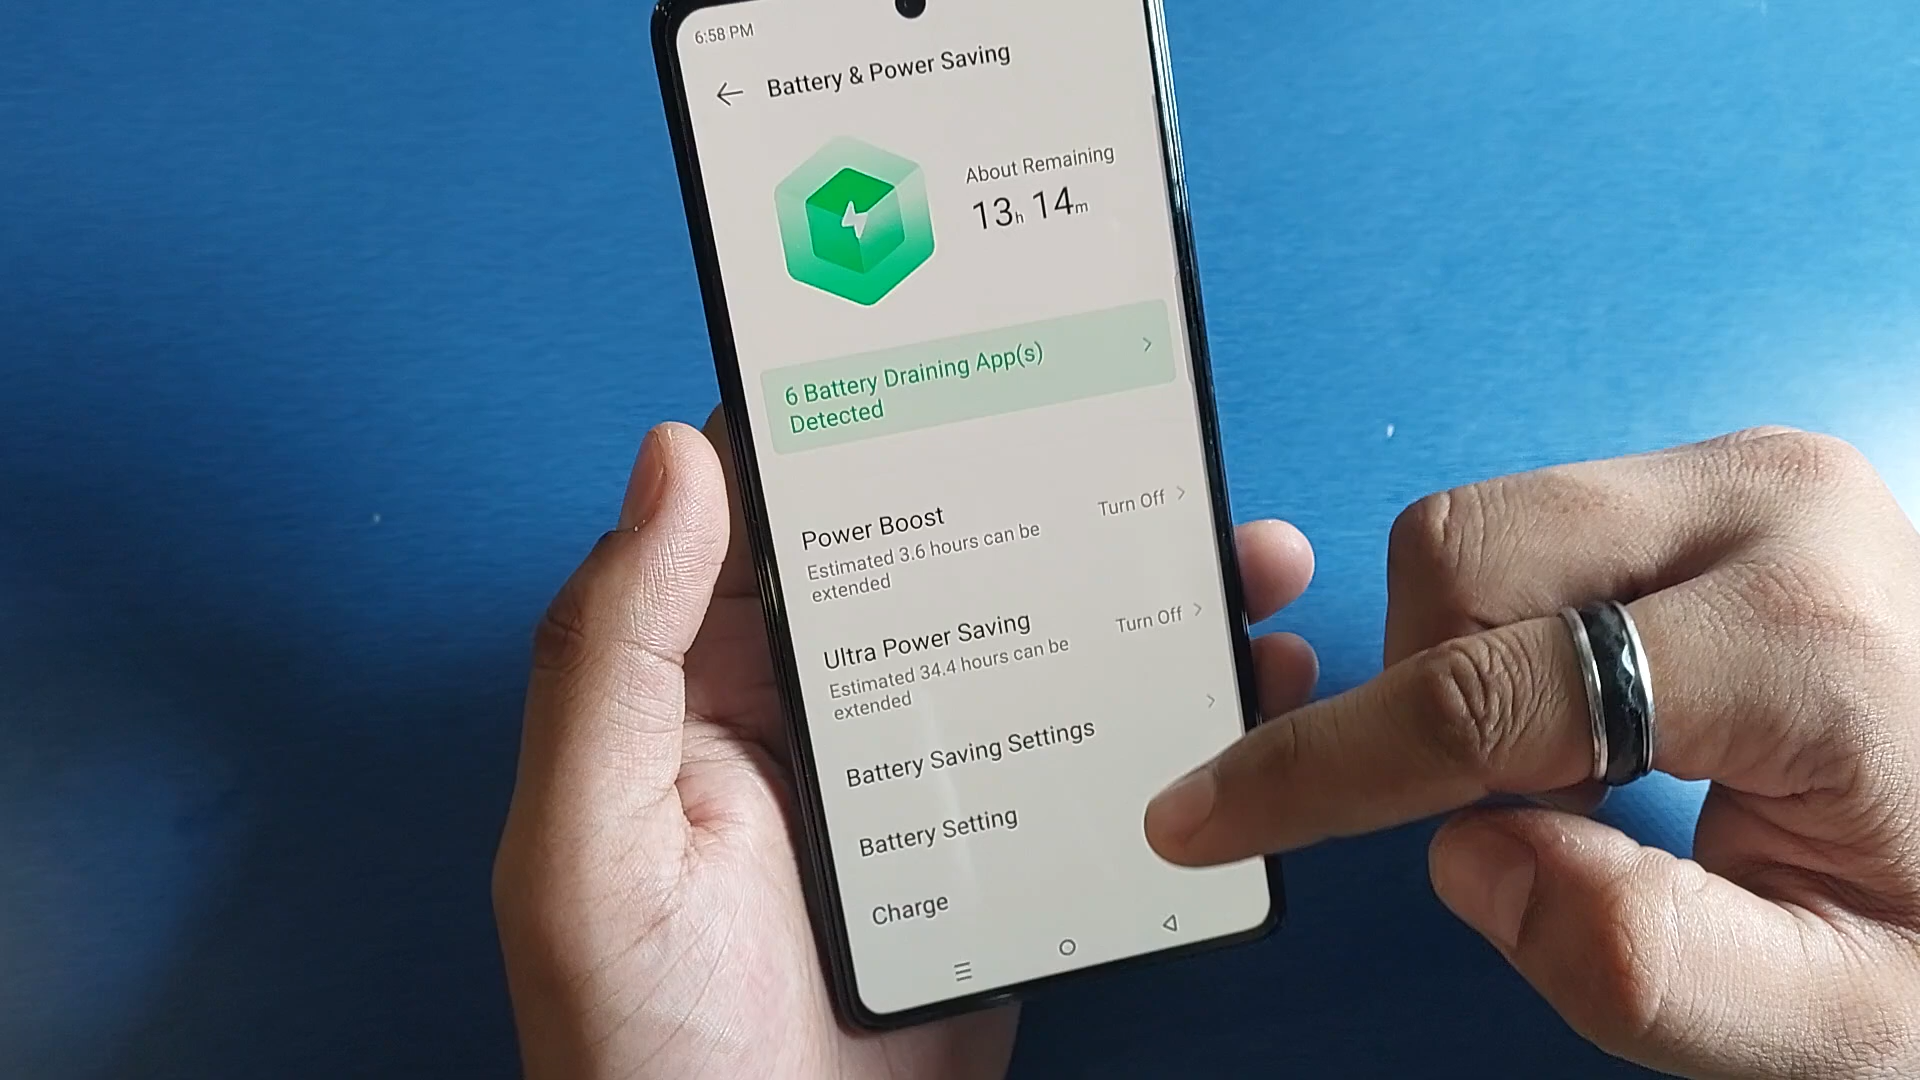 6:58 PM
Battery & Power Saving
About Remaining
13h 14m
6 Battery Draining App(s)
Detected
Power Boost
Turn Off
Estimated 3.6 hours can be
extended
Ultra Power Saving
Turn Off
Estimated 34.4 hours can be
extended
Battery Saving Settings
Battery Setting
Charge